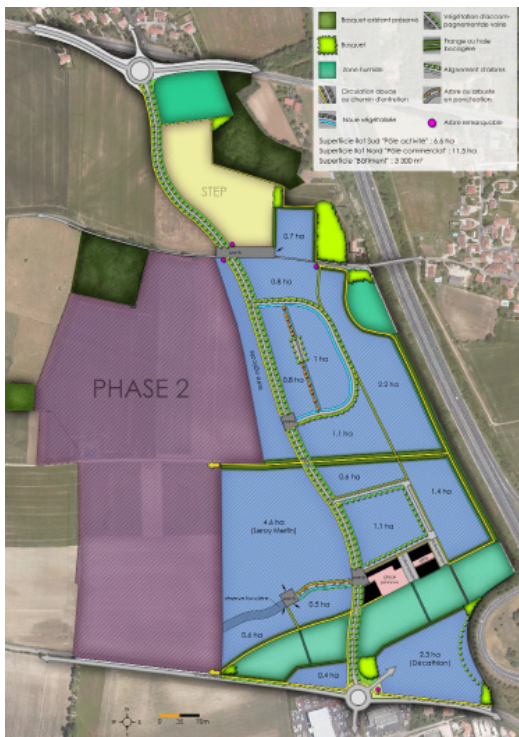 Bosquet existant préservé
Bosquet
Zone humide
Circulation douce
ou chemin d'entretien
Noue végétalisée
Végétation d'accom-
pagnement de voirie
Frange ou haie
bocagère
Alignement d'arbres
Arbre ou arbuste
en ponctuation
Arbre remarquable
Superficie îlot Sud "Pôle activité" : 6,6 ha
Superficie îlot Nord "Pôle commercial" : 11,5 ha
Superficie "Bâtiment" : 3 300 m²
STEP
0.7 ha
0.8 ha
1 ha
0.8 ha
2.2 ha
PHASE 2
1.1 ha
0.6 ha
1.4 ha
4.6 ha
(Leroy Merlin)
1.1 ha
0.5 ha
0.6 ha
2.3 ha
(Décathlon)
0.4 ha